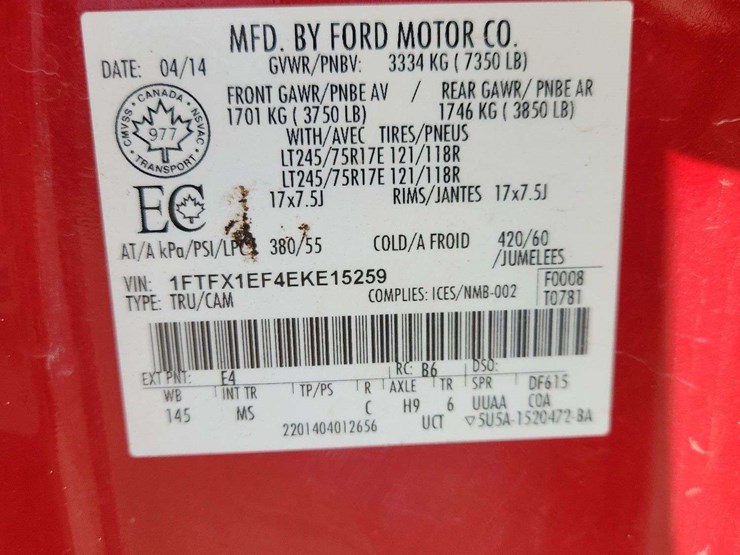 MFD. BY FORD MOTOR CO.
DATE: 04/14
GVWR/PNBV: 3334 KG ( 7350 LB)
FRONT GAWR/PNBE AV / REAR GAWR/ PNBE AR
1701 KG ( 3750 LB) 1746 KG ( 3850 LB)
WITH/AVEC TIRES/PNEUS
LT245/75R17E 121/118R
LT245/75R17E 121/118R
17x7.5J RIMS/JANTES 17x7.5J
CANADA
CMVSS NSVAC
977
TRANSPORT
EC
AT/A kPa/PSI/LPC 380/55 COLD/A FROID 420/60
/JUMELEES
VIN: 1FTFX1EF4EKE15259
F0008
TYPE: TRU/CAM COMPLIES: ICES/NMB-002
T0781
EXT PNT: E4 RC: B6 DSO:
WB INT TR TP/PS R AXLE TR SPR DF615
145 MS C H9 6 UUAA COA
2201404012656 UCT ▽5U5A-1520472-BA